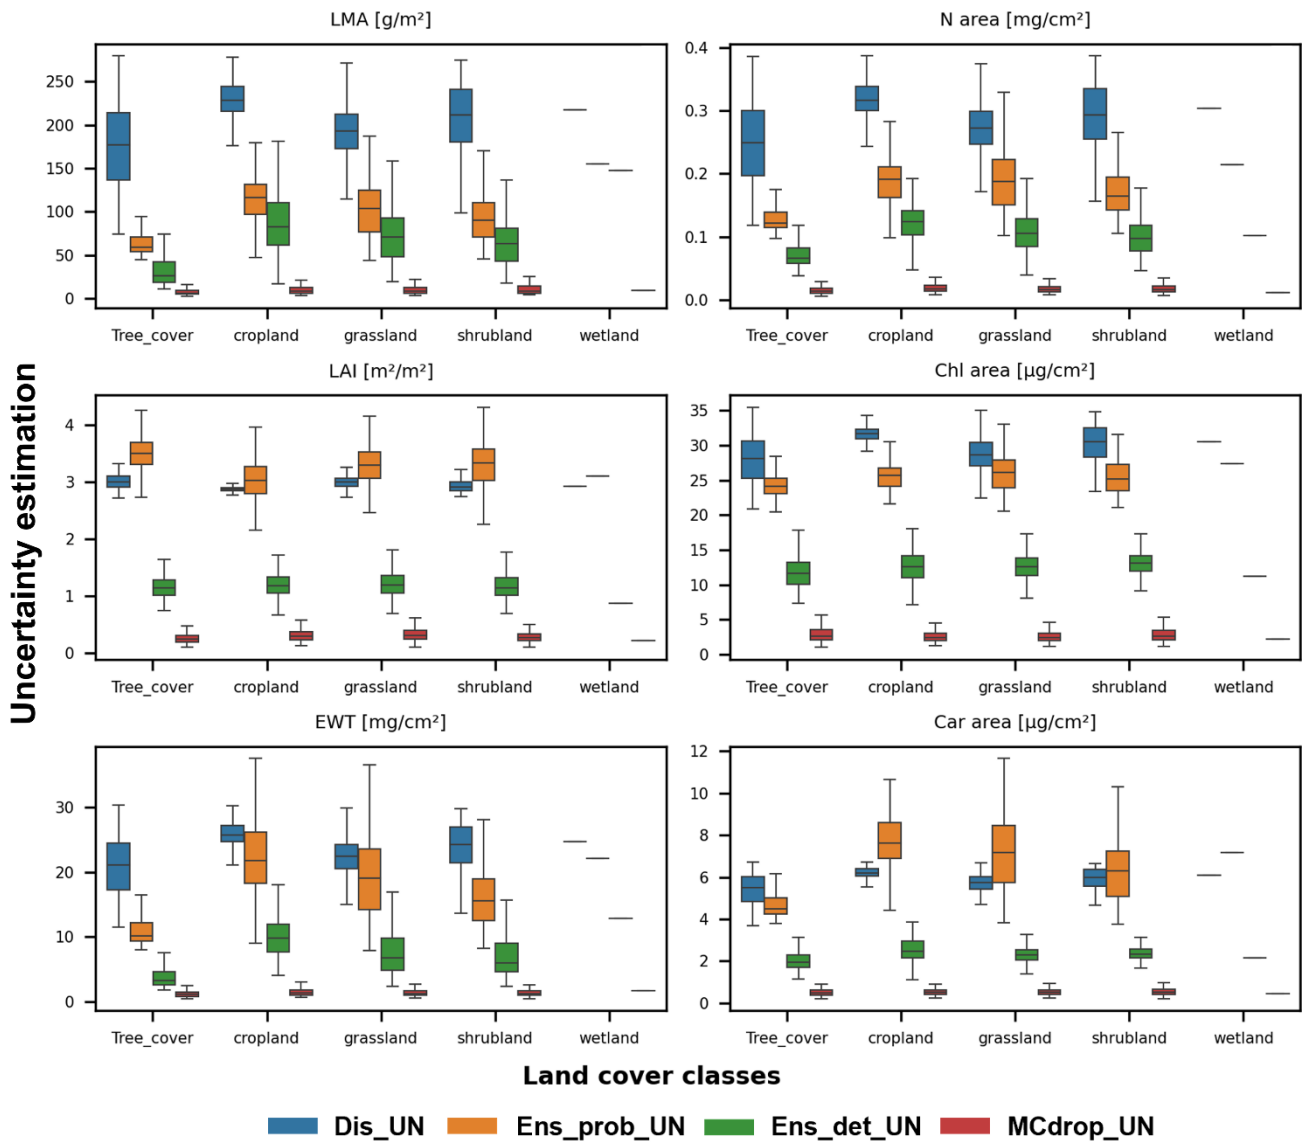 LMA [g/m²]
N area [mg/cm²]
250
200
150
100
50
0
0.4
0.3
0.2
0.1
0.0
Tree_cover cropland grassland shrubland wetland
Tree_cover cropland grassland shrubland wetland
LAI [m²/m²]
Chl area [µg/cm²]
4
3
2
1
0
35
30
25
20
15
10
5
0
Tree_cover cropland grassland shrubland wetland
Tree_cover cropland grassland shrubland wetland
EWT [mg/cm²]
Car area [µg/cm²]
30
20
10
0
12
10
8
6
4
2
0
Tree_cover cropland grassland shrubland wetland
Tree_cover cropland grassland shrubland wetland
Uncertainty estimation
Land cover classes
Dis_UN Ens_prob_UN Ens_det_UN MCdrop_UN